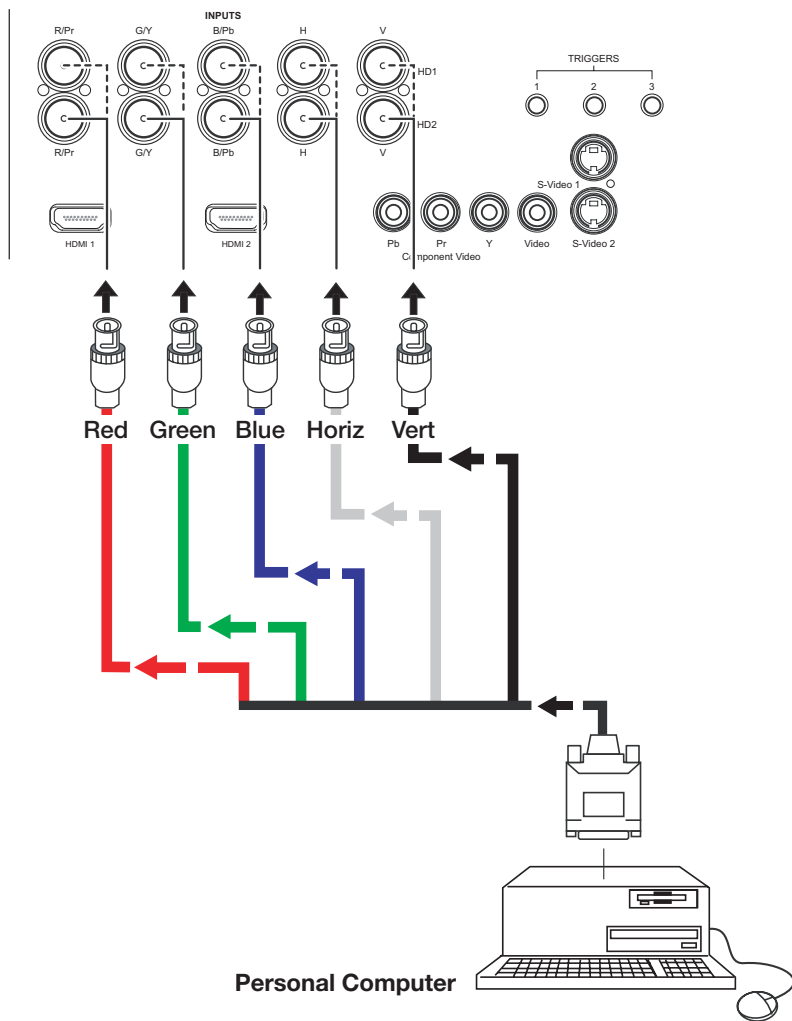 INPUTS
R/Pr G/Y B/Pb H V
TRIGGERS
HD1
1 2 3
HD2
R/Pr G/Y B/Pb H V
S-Video 1
HDMI 1 HDMI 2 Pb Pr Y Video S-Video 2
Component Video
Red Green Blue Horiz Vert
Personal Computer